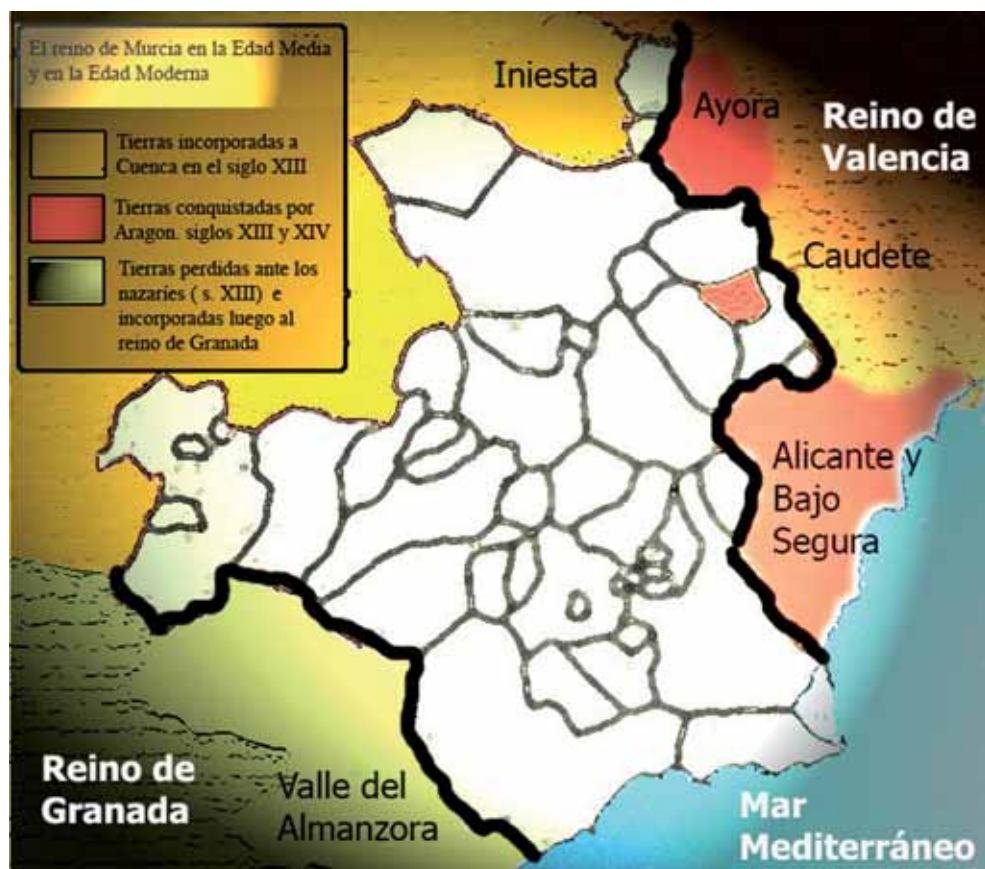 El reino de Murcia en la Edad Media
y en la Edad Moderna
Tierras incorporadas a
Cuenca en el siglo XIII
Tierras conquistadas por
Aragon. siglos XIII y XIV
Tierras perdidas ante los
nazaries ( s. XIII) e
incorporadas luego al
reino de Granada
Iniesta
Ayora
Reino de
Valencia
Caudete
Alicante y
Bajo
Segura
Reino de
Granada
Valle del
Almanzora
Mar
Mediterráneo